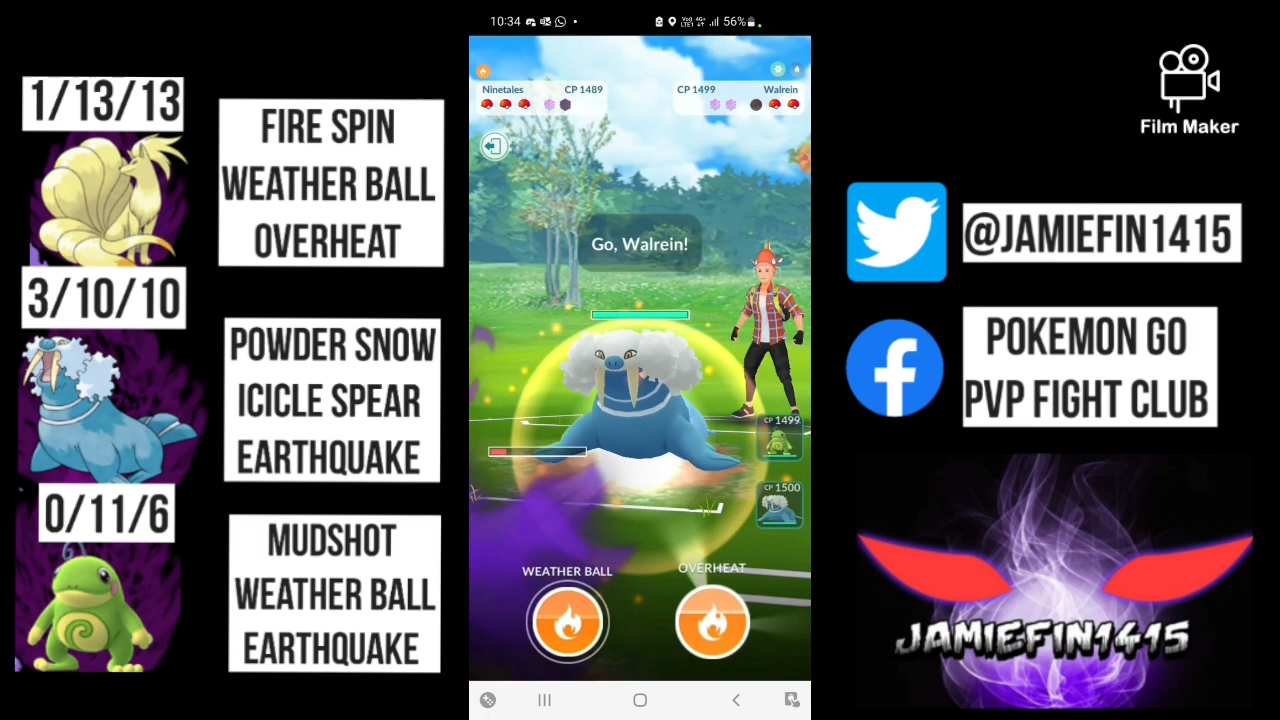 1/13/13
FIRE SPIN
WEATHER BALL
OVERHEAT
3/10/10
POWDER SNOW
ICICLE SPEAR
EARTHQUAKE
0/11/6
MUDSHOT
WEATHER BALL
EARTHQUAKE
10:34
56%
Ninetales CP 1489
CP 1499 Walrein
Go, Walrein!
CP 1499
CP 1500
WEATHER BALL
OVERHEAT
Film Maker
@JAMIEFIN1415
POKEMON GO
PVP FIGHT CLUB
JAMIEFIN1415